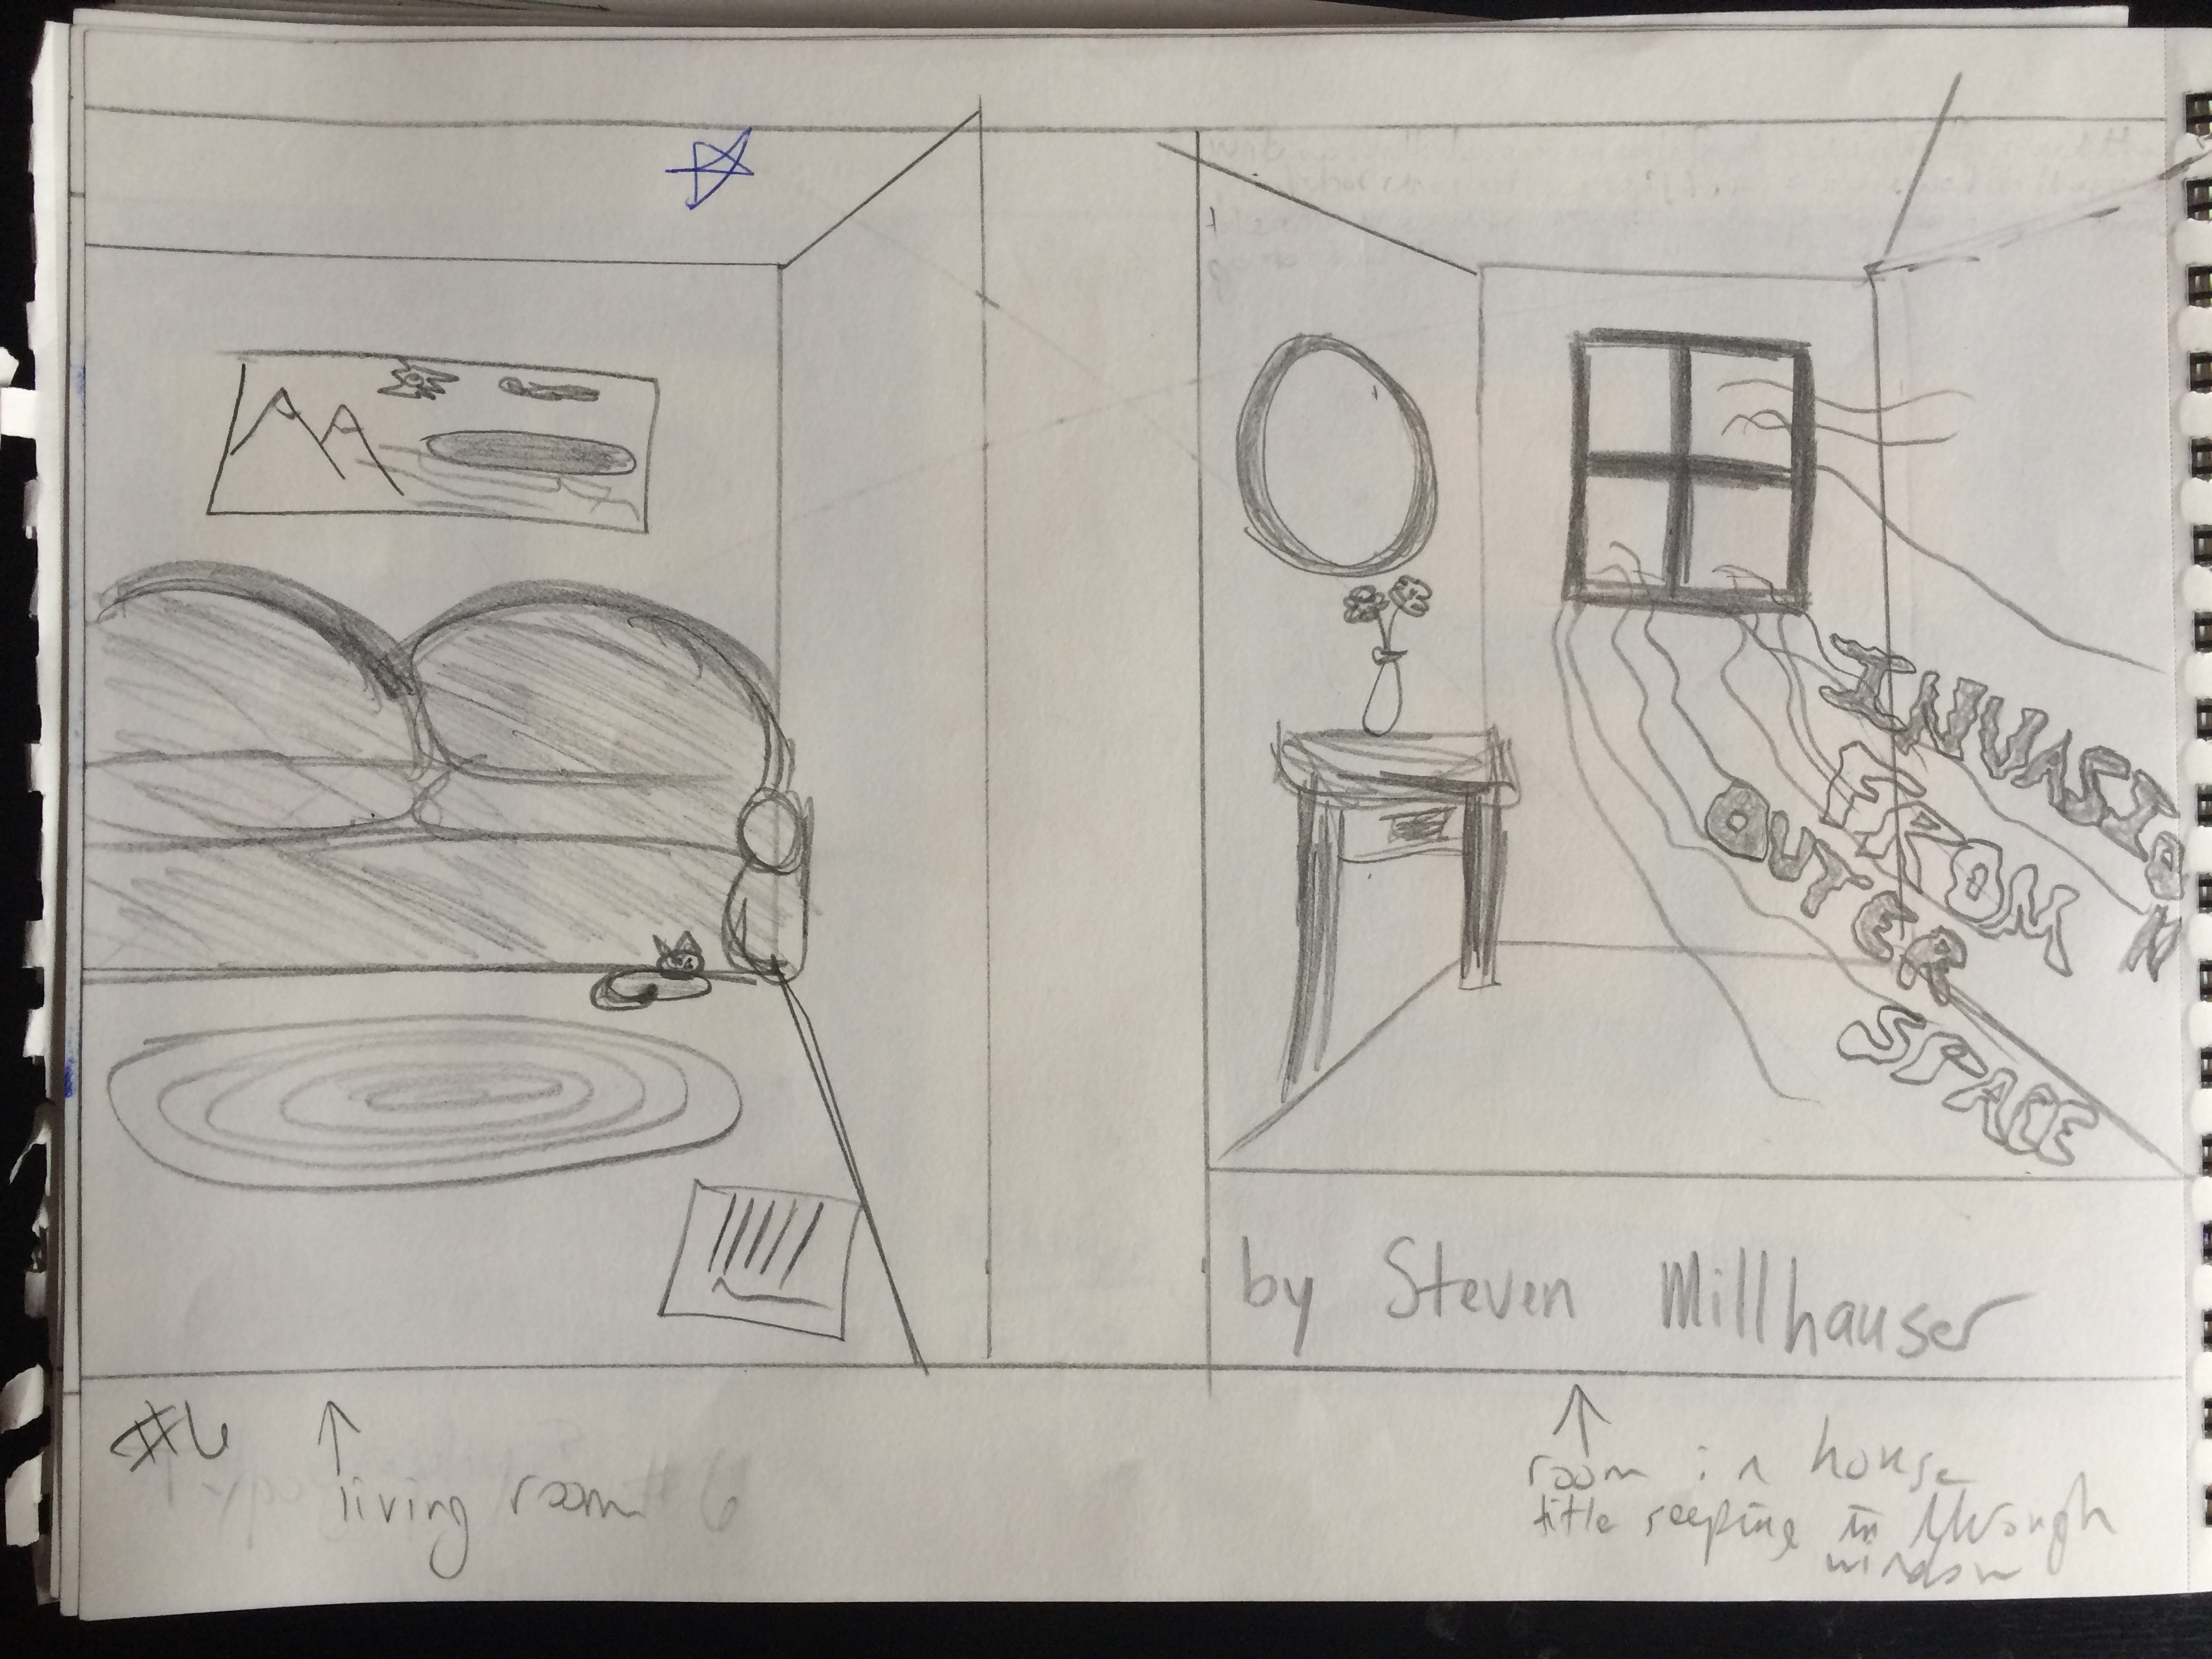 INVASION
FROM
OUTER
SPACE
by Steven Millhauser
#6
living room
room in house
title seeping in through
window